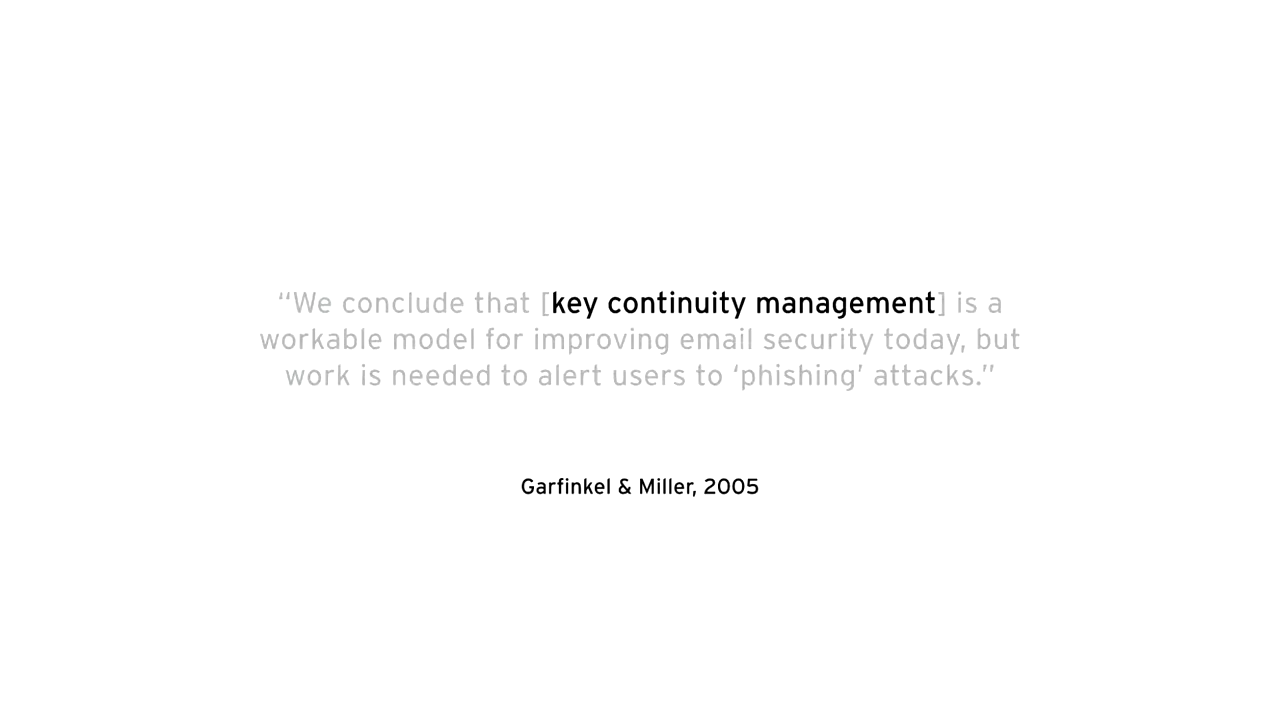 “We conclude that [key continuity management] is a
workable model for improving email security today, but
work is needed to alert users to ‘phishing’ attacks.”
Garfinkel & Miller, 2005